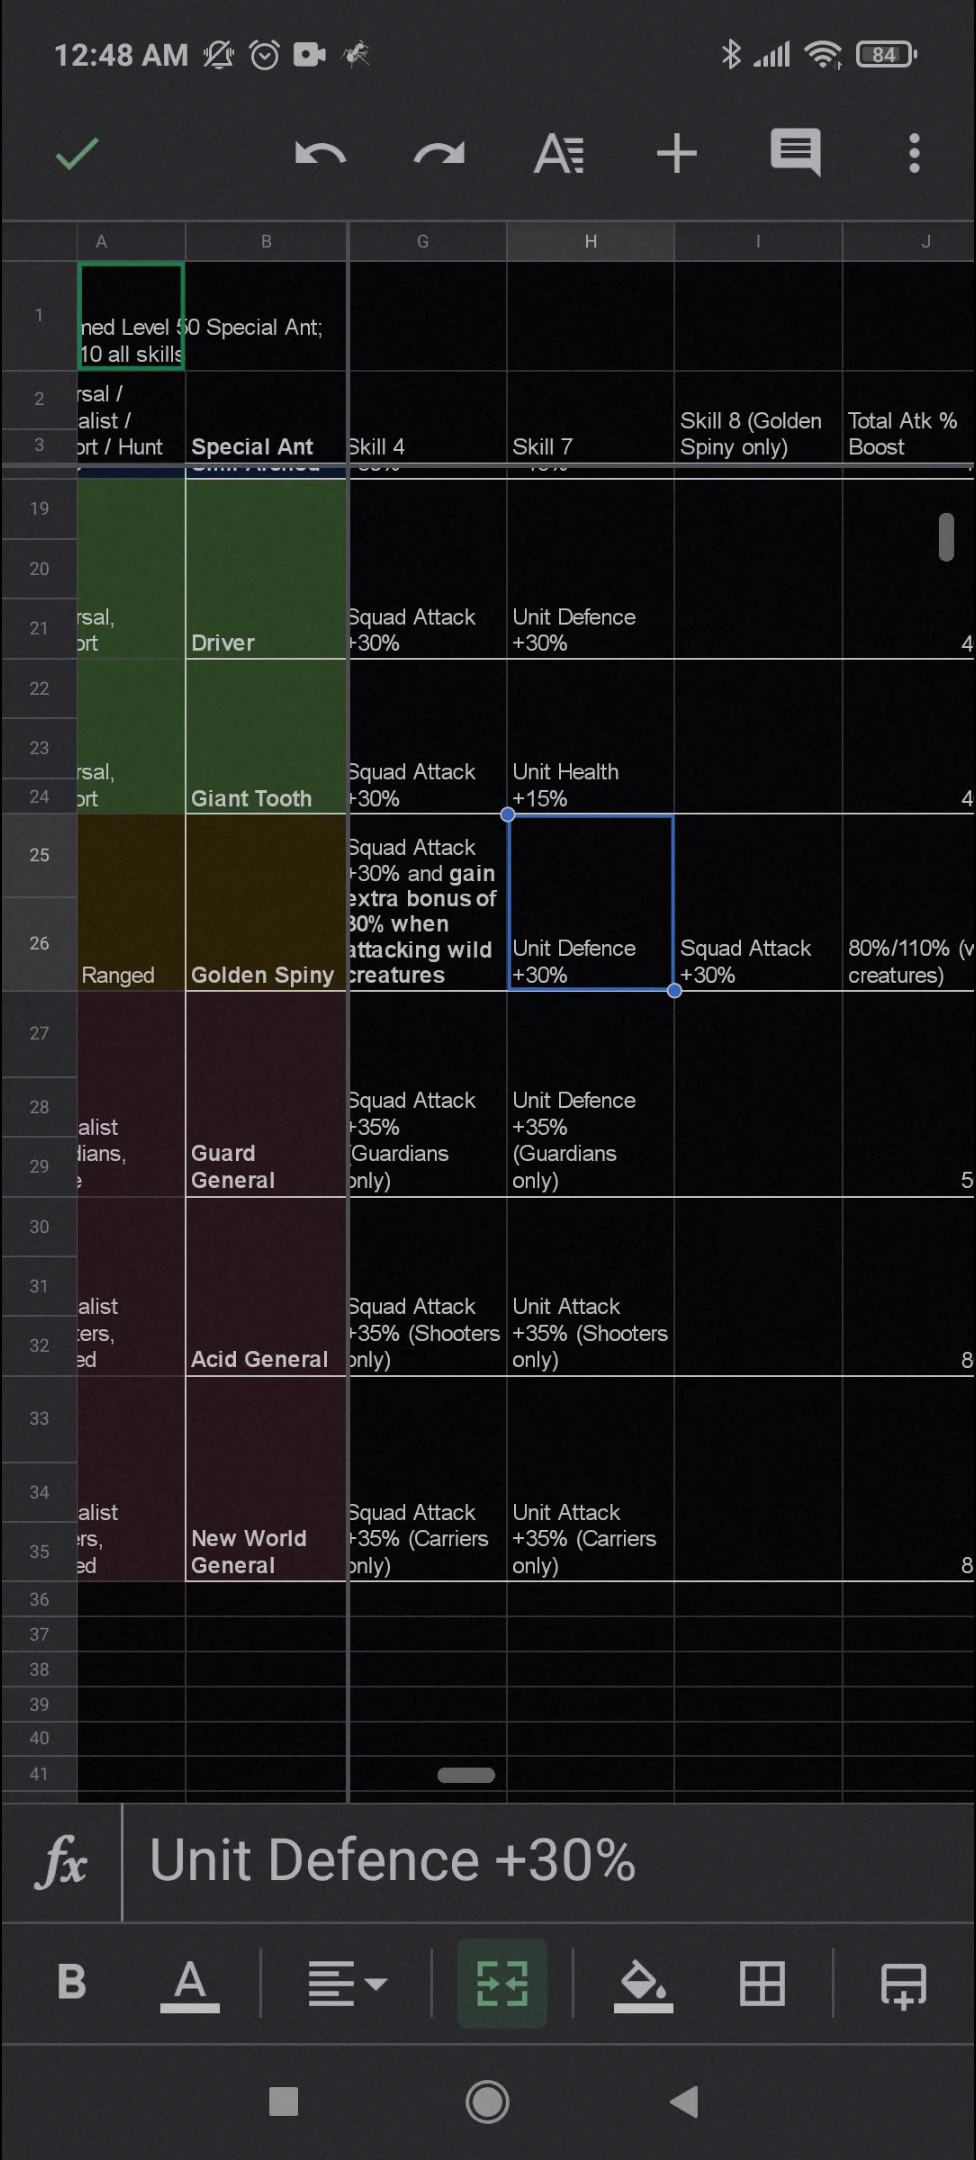 12:48 AM
84
A
B
G
H
I
J
1
med Level 50 Special Ant;
10 all skills
2
rsal /
alist /
3
ort / Hunt
Special Ant
Skill 4
Skill 7
Skill 8 (Golden
Spiny only)
Total Atk %
Boost
19
20
21
rsal,
ort
Driver
Squad Attack
+30%
Unit Defence
+30%
4
22
23
24
rsal,
ort
Giant Tooth
Squad Attack
+30%
Unit Health
+15%
4
25
26
Ranged
Golden Spiny
Squad Attack
+30% and gain
extra bonus of
30% when
attacking wild
creatures
Unit Defence
+30%
Squad Attack
+30%
80%/110% (w
creatures)
27
28
29
alist
dians,
e
Guard
General
Squad Attack
+35%
(Guardians
only)
Unit Defence
+35%
(Guardians
only)
5
30
31
32
alist
ters,
ed
Acid General
Squad Attack
+35% (Shooters
only)
Unit Attack
+35% (Shooters
only)
8
33
34
35
alist
ers,
ed
New World
General
Squad Attack
+35% (Carriers
only)
Unit Attack
+35% (Carriers
only)
8
36
37
38
39
40
41
fx
Unit Defence +30%
B
A